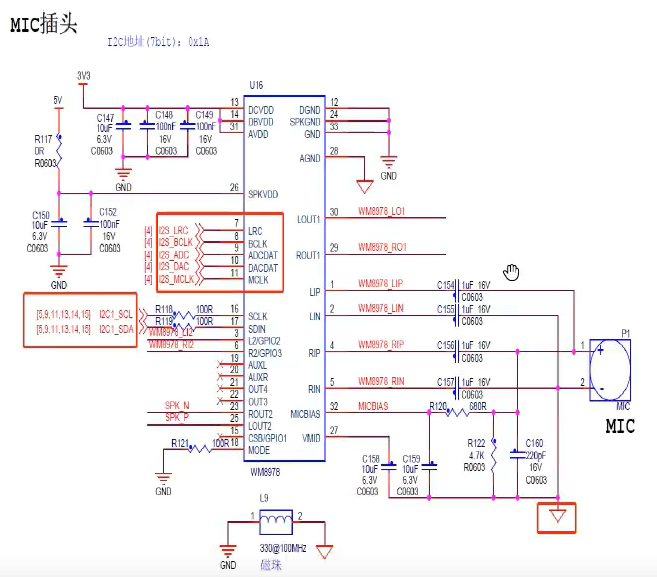 MIC插头
I2C地址(7bit): 0x1A
3V3
U16
5V
C147
10uF
6.3V
C0603
C148
100nF
16V
C0603
C149
100nF
16V
C0603
13
14
31
DCVDD
DBVDD
AVDD
DGND
SPKGND
GND
12
24
33
R117
0R
R0603
AGND
28
GND
GND
26
SPKVDD
C150
10uF
6.3V
C0603
C152
100nF
16V
C0603
GND
LOUT1
30
WM8978_LO1
[4] I2S_LRC
7
LRC
[4] I2S_BCLK
8
BCLK
[4] I2S_ADC
9
ADCDAT
[4] I2S_DAC
10
DACDAT
[4] I2S_MCLK
11
MCLK
ROUT1
29
WM8978_RO1
LIP
1
WM8978_LIP
C154
1uF 16V
C0603
[5,9,11,13,14,15] I2C1_SCL
R118
100R
16
SCLK
LIN
2
WM8978_LIN
C155
1uF 16V
C0603
[5,9,11,13,14,15] I2C1_SDA
R119
100R
17
SDIN
WM8978_LI2
3
L2/GPIO2
WM8978_RI2
6
R2/GPIO3
RIP
4
WM8978_RIP
C156
1uF 16V
C0603
P1
1
+
2
-
MIC
MIC
19
AUXL
20
AUXR
21
OUT4
22
OUT3
RIN
5
WM8978_RIN
C157
1uF 16V
C0603
SPK_N
23
ROUT2
SPK_P
25
LOUT2
MICBIAS
32
MICBIAS
R120
680R
15
CSB/GPIO1
R121
100R
18
MODE
VMID
27
WM8978
R122
4.7K
R0603
C160
220pF
16V
C0603
C158
10uF
6.3V
C0603
C159
10uF
6.3V
C0603
GND
L9
1
2
330@100MHz
磁珠
GND